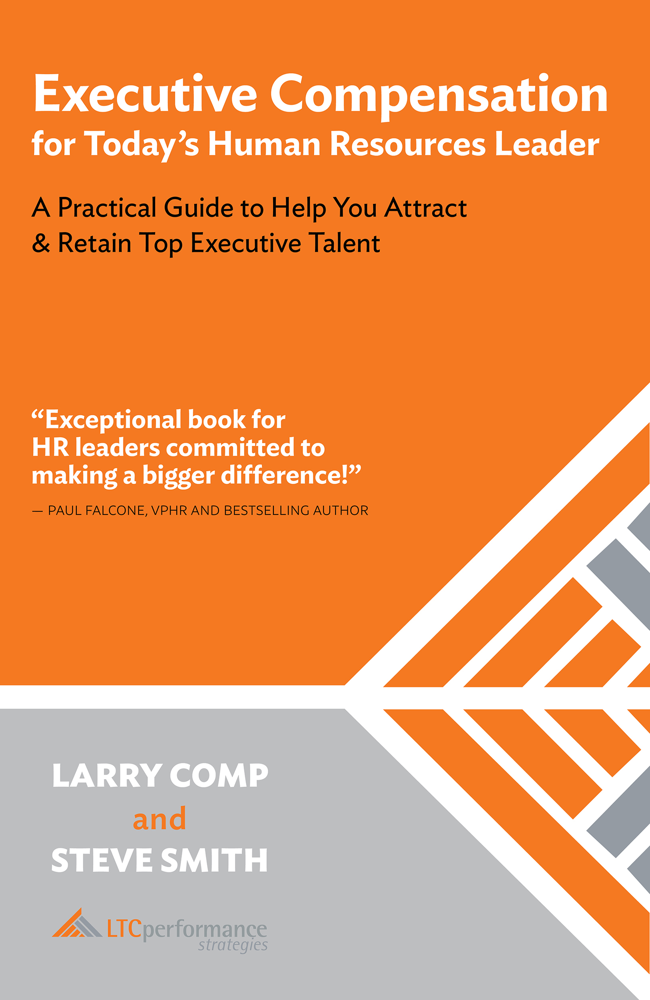 Executive Compensation
for Today’s Human Resources Leader
A Practical Guide to Help You Attract
& Retain Top Executive Talent
“Exceptional book for
HR leaders committed to
making a bigger difference!”
— PAUL FALCONE, VPHR AND BESTSELLING AUTHOR
LARRY COMP
and
STEVE SMITH
LTCperformance
strategies